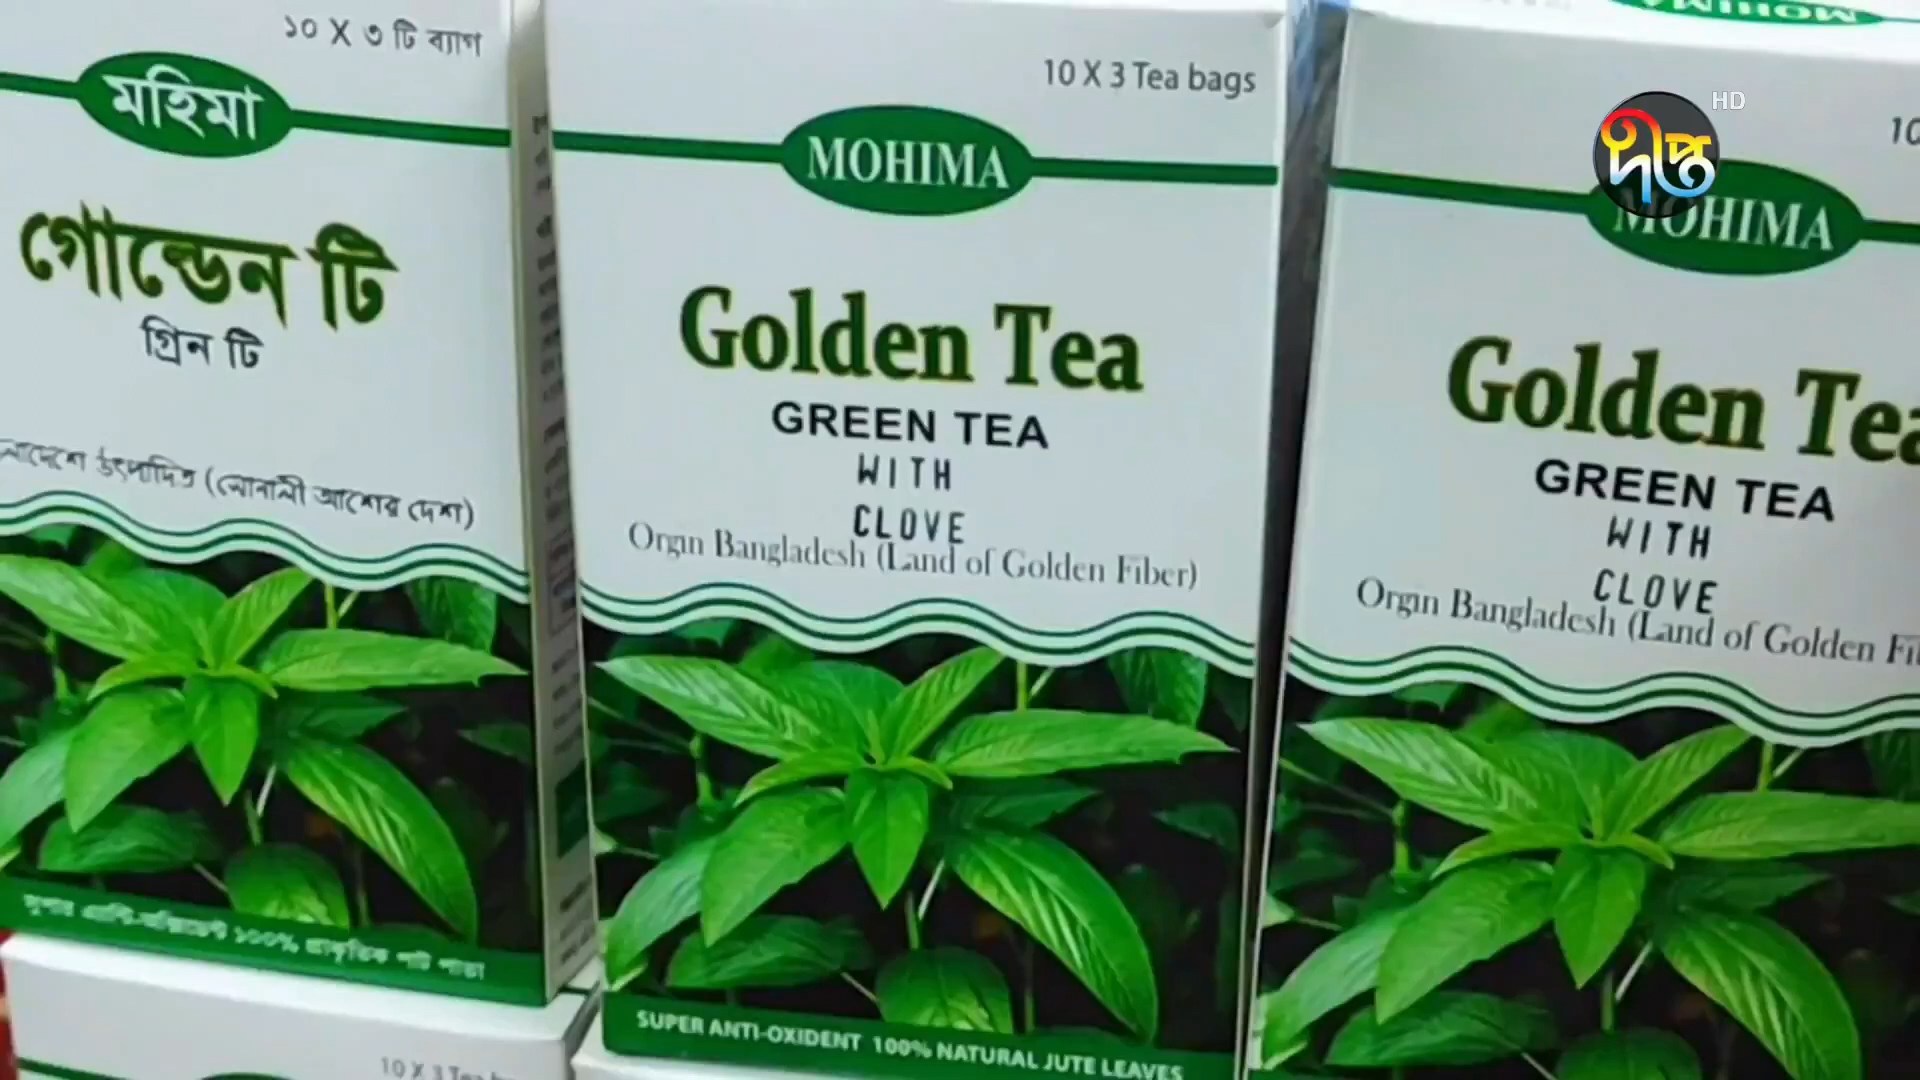 ১০ X ৩ টি ব্যাগ
মহিমা
গোল্ডেন টি
গ্রিন টি
উৎপাদিত (সোনালী আশের দেশ)
সুপার এ্যান্টি-অক্সিডেন্ট ১০০% প্রাকৃতিক পাট পাতা
10 X 3 Tea
10 X 3 Tea bags
MOHIMA
Golden Tea
GREEN TEA
WITH
CLOVE
Orgin Bangladesh (Land of Golden Fiber)
SUPER ANTI-OXIDENT 100% NATURAL JUTE LEAVES
MOHIMA
HD
দীপ্ত
10
MOHIMA
Golden Tea
GREEN TEA
WITH
CLOVE
Orgin Bangladesh (Land of Golden Fi